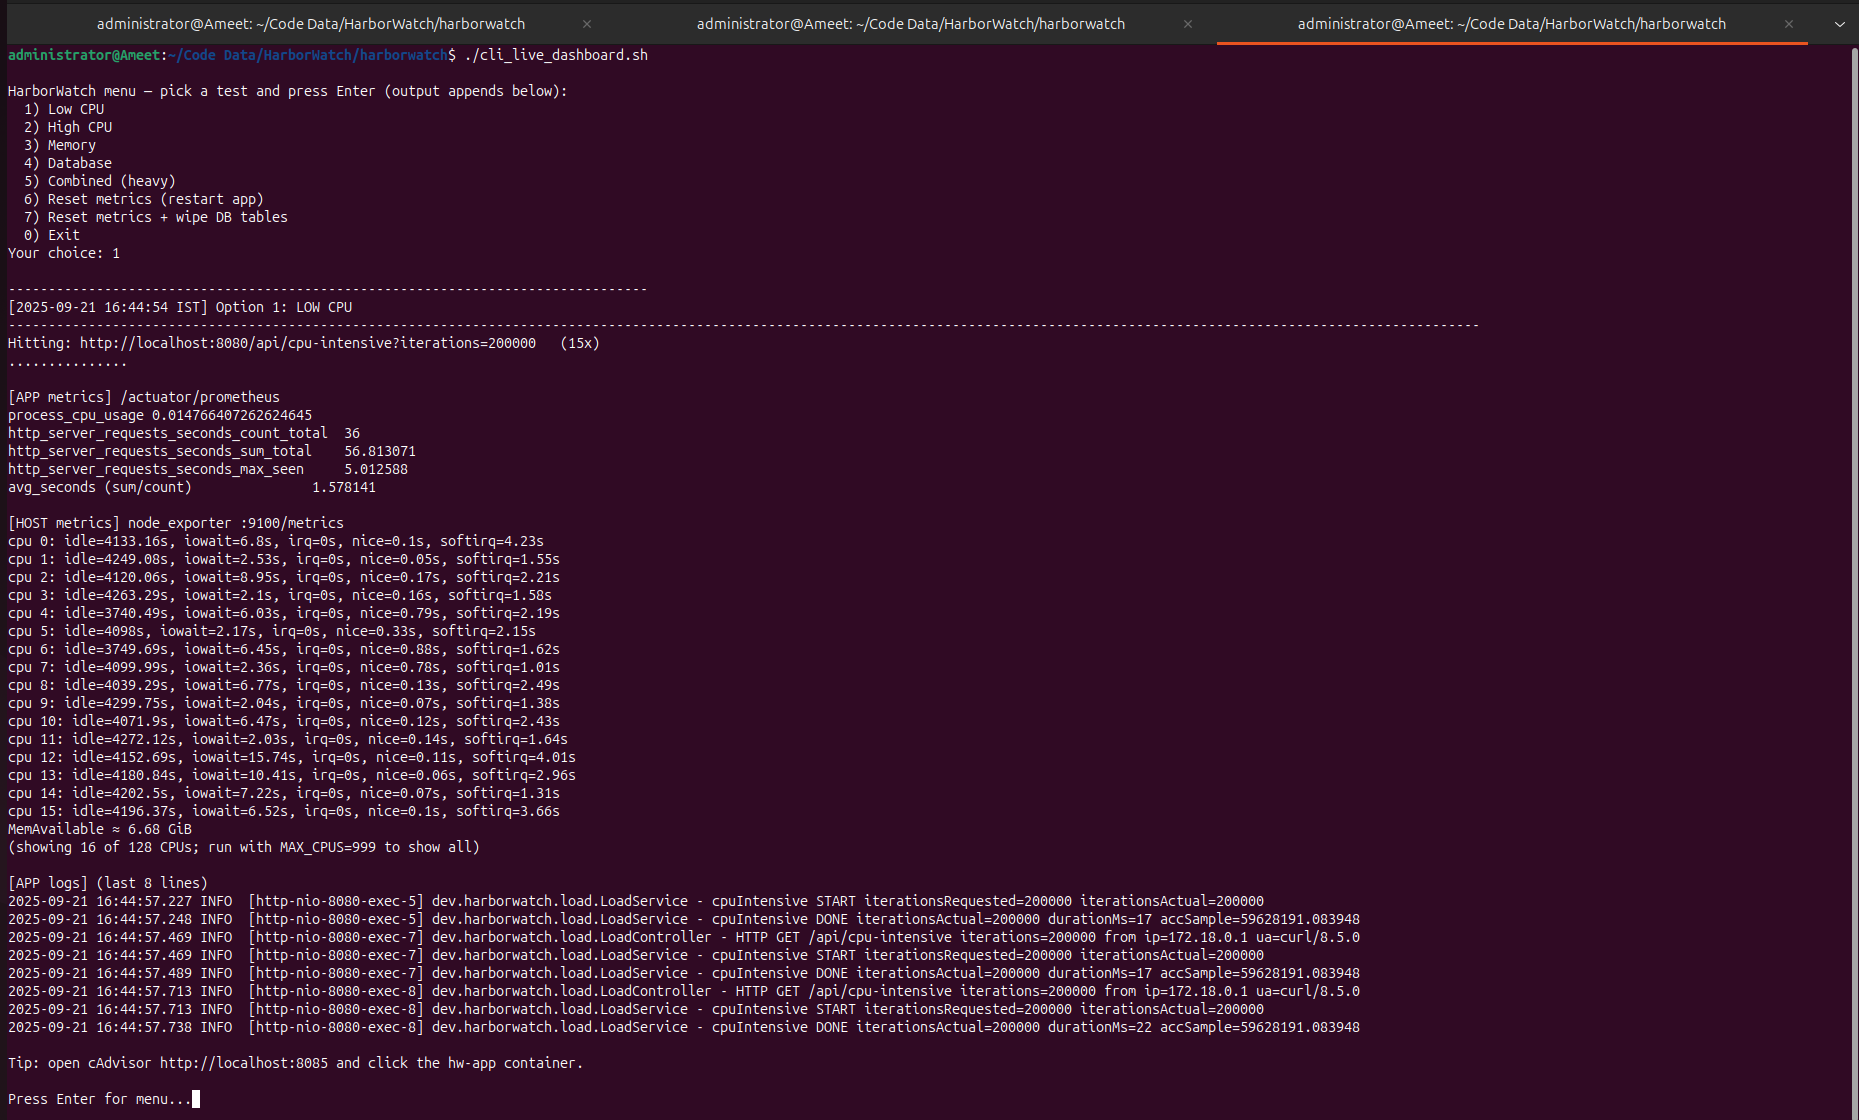 administrator@Ameet: ~/Code Data/HarborWatch/harborwatch × administrator@Ameet: ~/Code Data/HarborWatch/harborwatch × administrator@Ameet: ~/Code Data/HarborWatch/harborwatch ×
administrator@Ameet:~/Code Data/HarborWatch/harborwatch$ ./cli_live_dashboard.sh
HarborWatch menu — pick a test and press Enter (output appends below):
1) Low CPU
2) High CPU
3) Memory
4) Database
5) Combined (heavy)
6) Reset metrics (restart app)
7) Reset metrics + wipe DB tables
0) Exit
Your choice: 1
--------------------------------------------------------------------------------
[2025-09-21 16:44:54 IST] Option 1: LOW CPU
----------------------------------------------------------------------------------------------------------------------------------------------------------------------------------------
Hitting: http://localhost:8080/api/cpu-intensive?iterations=200000   (15x)
...............
[APP metrics] /actuator/prometheus
process_cpu_usage 0.014766407262624645
http_server_requests_seconds_count_total  36
http_server_requests_seconds_sum_total    56.813071
http_server_requests_seconds_max_seen     5.012588
avg_seconds (sum/count)               1.578141
[HOST metrics] node_exporter :9100/metrics
cpu 0: idle=4133.16s, iowait=6.8s, irq=0s, nice=0.1s, softirq=4.23s
cpu 1: idle=4249.08s, iowait=2.53s, irq=0s, nice=0.05s, softirq=1.55s
cpu 2: idle=4120.06s, iowait=8.95s, irq=0s, nice=0.17s, softirq=2.21s
cpu 3: idle=4263.29s, iowait=2.1s, irq=0s, nice=0.16s, softirq=1.58s
cpu 4: idle=3740.49s, iowait=6.03s, irq=0s, nice=0.79s, softirq=2.19s
cpu 5: idle=4098s, iowait=2.17s, irq=0s, nice=0.33s, softirq=2.15s
cpu 6: idle=3749.69s, iowait=6.45s, irq=0s, nice=0.88s, softirq=1.62s
cpu 7: idle=4099.99s, iowait=2.36s, irq=0s, nice=0.78s, softirq=1.01s
cpu 8: idle=4039.29s, iowait=6.77s, irq=0s, nice=0.13s, softirq=2.49s
cpu 9: idle=4299.75s, iowait=2.04s, irq=0s, nice=0.07s, softirq=1.38s
cpu 10: idle=4071.9s, iowait=6.47s, irq=0s, nice=0.12s, softirq=2.43s
cpu 11: idle=4272.12s, iowait=2.03s, irq=0s, nice=0.14s, softirq=1.64s
cpu 12: idle=4152.69s, iowait=15.74s, irq=0s, nice=0.11s, softirq=4.01s
cpu 13: idle=4180.84s, iowait=10.41s, irq=0s, nice=0.06s, softirq=2.96s
cpu 14: idle=4202.5s, iowait=7.22s, irq=0s, nice=0.07s, softirq=1.31s
cpu 15: idle=4196.37s, iowait=6.52s, irq=0s, nice=0.1s, softirq=3.66s
MemAvailable ≈ 6.68 GiB
(showing 16 of 128 CPUs; run with MAX_CPUS=999 to show all)
[APP logs] (last 8 lines)
2025-09-21 16:44:57.227 INFO  [http-nio-8080-exec-5] dev.harborwatch.load.LoadService - cpuIntensive START iterationsRequested=200000 iterationsActual=200000
2025-09-21 16:44:57.248 INFO  [http-nio-8080-exec-5] dev.harborwatch.load.LoadService - cpuIntensive DONE iterationsActual=200000 durationMs=17 accSample=59628191.083948
2025-09-21 16:44:57.469 INFO  [http-nio-8080-exec-7] dev.harborwatch.load.LoadController - HTTP GET /api/cpu-intensive iterations=200000 from ip=172.18.0.1 ua=curl/8.5.0
2025-09-21 16:44:57.469 INFO  [http-nio-8080-exec-7] dev.harborwatch.load.LoadService - cpuIntensive START iterationsRequested=200000 iterationsActual=200000
2025-09-21 16:44:57.489 INFO  [http-nio-8080-exec-7] dev.harborwatch.load.LoadService - cpuIntensive DONE iterationsActual=200000 durationMs=17 accSample=59628191.083948
2025-09-21 16:44:57.713 INFO  [http-nio-8080-exec-8] dev.harborwatch.load.LoadController - HTTP GET /api/cpu-intensive iterations=200000 from ip=172.18.0.1 ua=curl/8.5.0
2025-09-21 16:44:57.713 INFO  [http-nio-8080-exec-8] dev.harborwatch.load.LoadService - cpuIntensive START iterationsRequested=200000 iterationsActual=200000
2025-09-21 16:44:57.738 INFO  [http-nio-8080-exec-8] dev.harborwatch.load.LoadService - cpuIntensive DONE iterationsActual=200000 durationMs=22 accSample=59628191.083948
Tip: open cAdvisor http://localhost:8085 and click the hw-app container.
Press Enter for menu...